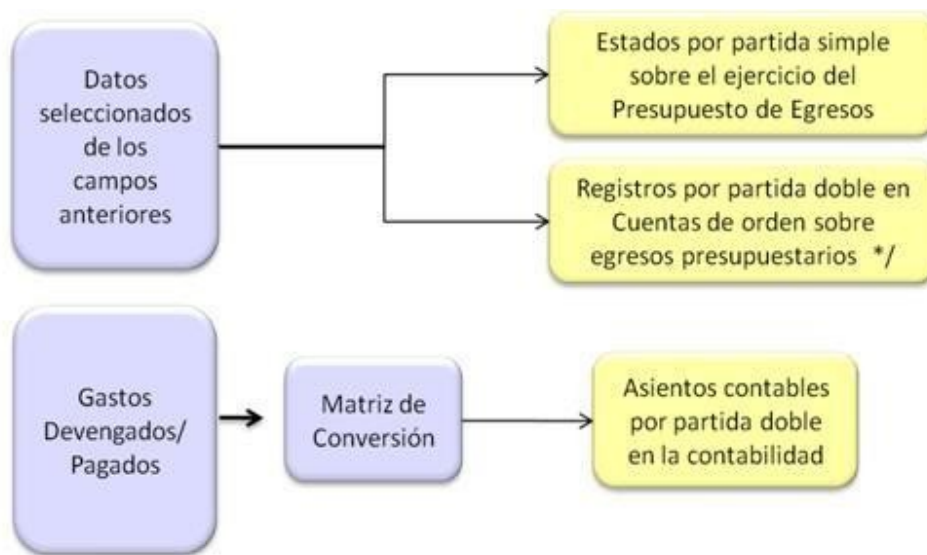 Datos
seleccionados
de los
campos
anteriores
Estados por partida simple
sobre el ejercicio del
Presupuesto de Egresos
Registros por partida doble en
Cuentas de orden sobre
egresos presupuestarios */
Gastos
Devengados/
Pagados
Matriz de
Conversión
Asientos contables
por partida doble
en la contabilidad